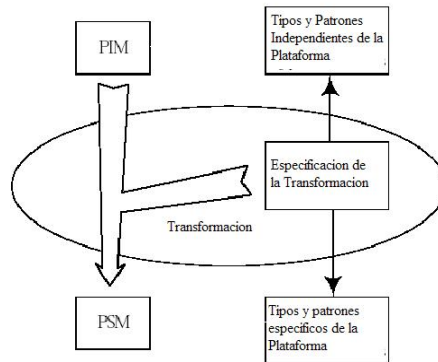 PIM
Tipos y Patrones
Independientes de la
Plataforma
Especificacion de
la Transformacion
Transformacion
PSM
Tipos y patrones
especificos de la
Plataforma